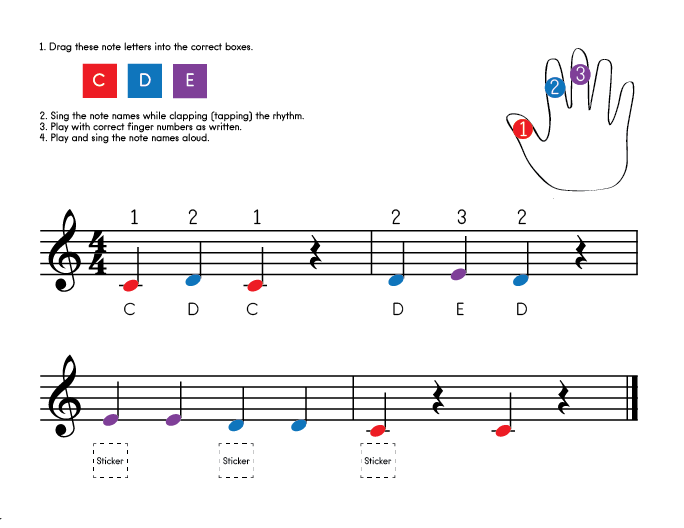 1. Drag these note letters into the correct boxes.
C D E
2. Sing the note names while clapping (tapping) the rhythm.
3. Play with correct finger numbers as written.
4. Play and sing the note names aloud.
1 2 3
1 2 1 2 3 2
4
4
C D C D E D
Sticker Sticker Sticker